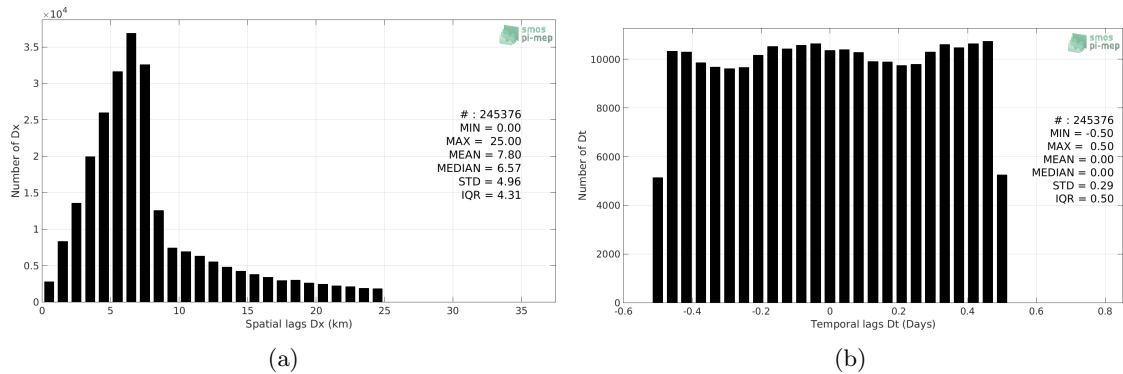 ×10⁴
3.5
3
2.5
2
1.5
1
0.5
0
Number of Dx
0 5 10 15 20 25 30 35
Spatial lags Dx (km)
smos
pi-mep
# : 245376
MIN = 0.00
MAX = 25.00
MEAN = 7.80
MEDIAN = 6.57
STD = 4.96
IQR = 4.31
(a)
10000
8000
6000
4000
2000
0
Number of Dt
-0.6 -0.4 -0.2 0 0.2 0.4 0.6 0.8
Temporal lags Dt (Days)
smos
pi-mep
# : 245376
MIN = -0.50
MAX = 0.50
MEAN = 0.00
MEDIAN = 0.00
STD = 0.29
IQR = 0.50
(b)